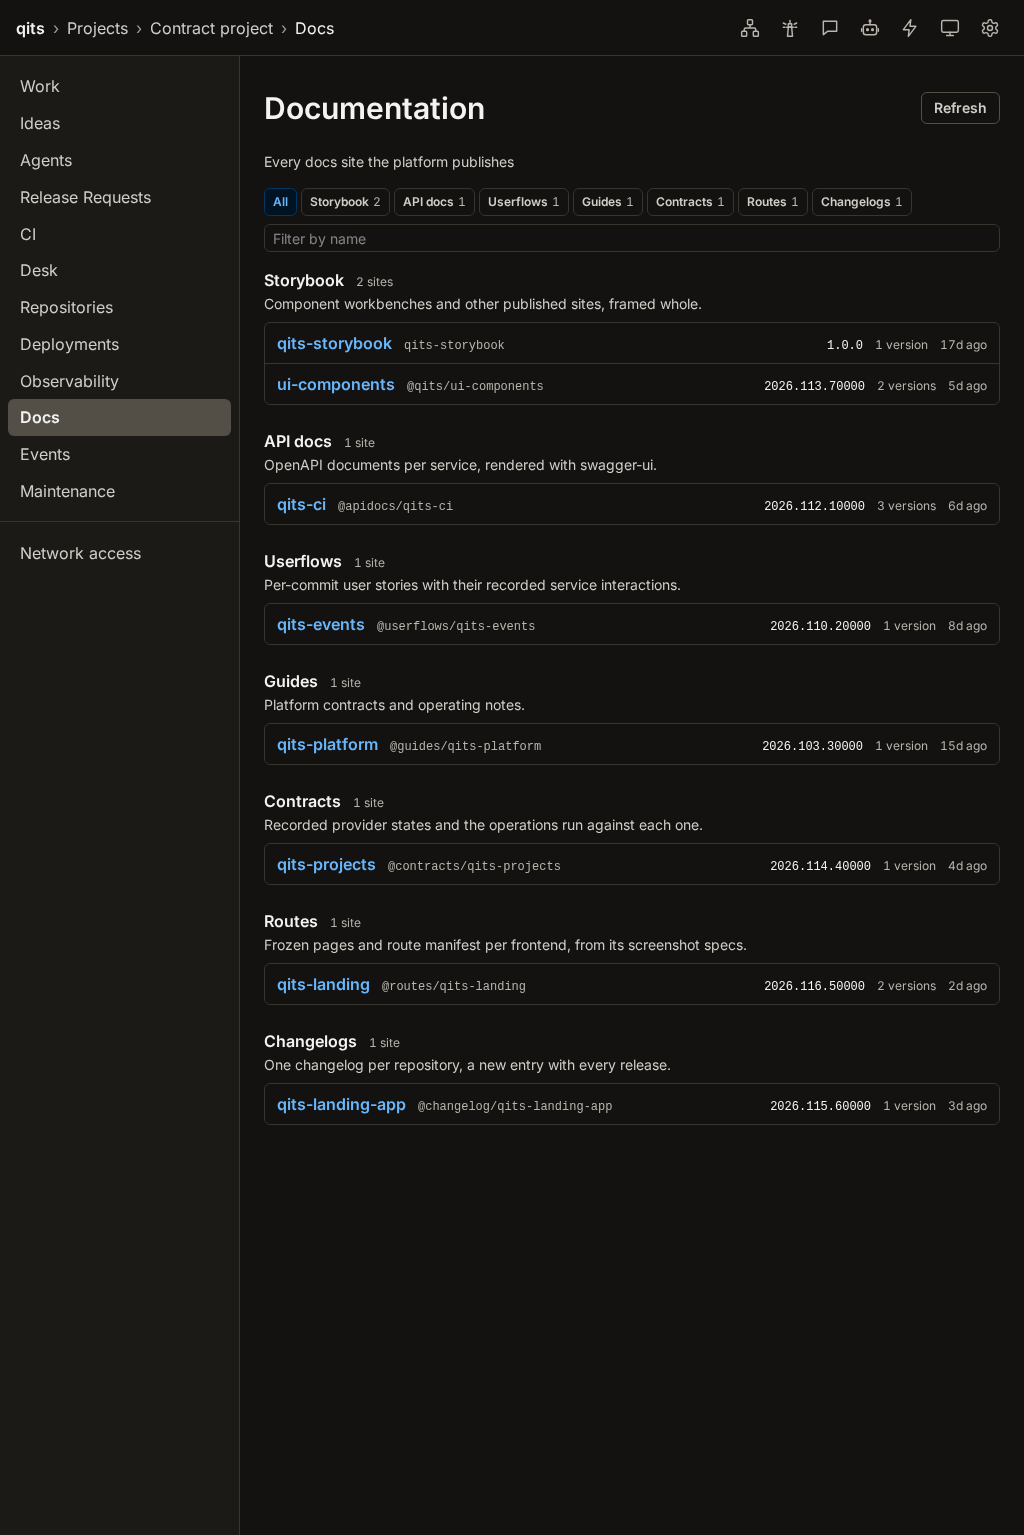 qits › Projects › Contract project › Docs
Work
Ideas
Agents
Release Requests
CI
Desk
Repositories
Deployments
Observability
Docs
Events
Maintenance
Network access
Documentation
Refresh
Every docs site the platform publishes
All Storybook 2 API docs 1 Userflows 1 Guides 1 Contracts 1 Routes 1 Changelogs 1
Filter by name
Storybook 2 sites
Component workbenches and other published sites, framed whole.
qits-storybook qits-storybook 1.0.0 1 version 17d ago
ui-components @qits/ui-components 2026.113.70000 2 versions 5d ago
API docs 1 site
OpenAPI documents per service, rendered with swagger-ui.
qits-ci @apidocs/qits-ci 2026.112.10000 3 versions 6d ago
Userflows 1 site
Per-commit user stories with their recorded service interactions.
qits-events @userflows/qits-events 2026.110.20000 1 version 8d ago
Guides 1 site
Platform contracts and operating notes.
qits-platform @guides/qits-platform 2026.103.30000 1 version 15d ago
Contracts 1 site
Recorded provider states and the operations run against each one.
qits-projects @contracts/qits-projects 2026.114.40000 1 version 4d ago
Routes 1 site
Frozen pages and route manifest per frontend, from its screenshot specs.
qits-landing @routes/qits-landing 2026.116.50000 2 versions 2d ago
Changelogs 1 site
One changelog per repository, a new entry with every release.
qits-landing-app @changelog/qits-landing-app 2026.115.60000 1 version 3d ago